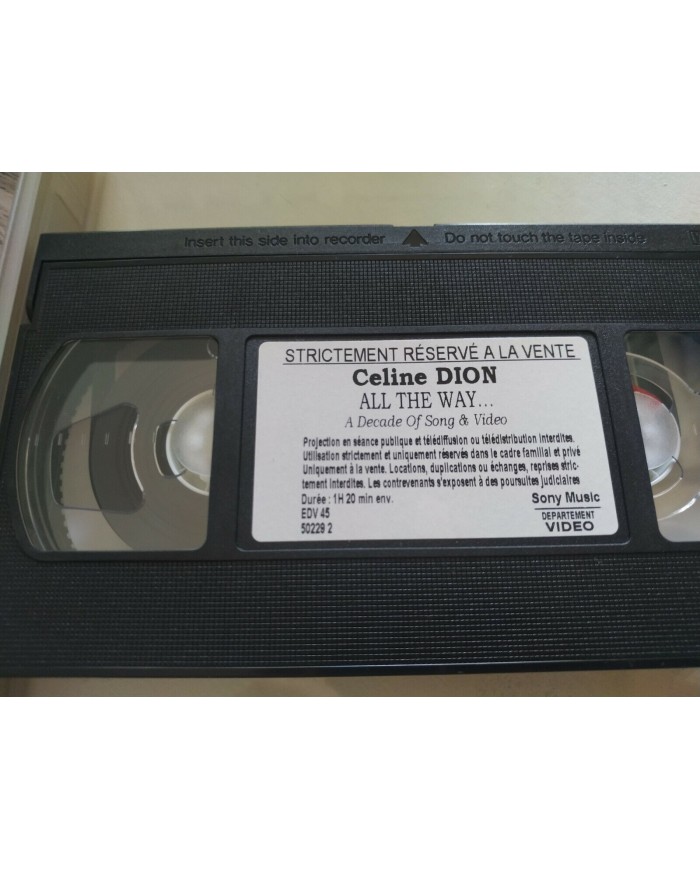 Insert this side into recorder Do not touch the tape inside
STRICTEMENT RÉSERVÉ A LA VENTE
Celine DION
ALL THE WAY...
A Decade Of Song & Video
Projection en séance publique et télédiffusion ou télédistribution interdites.
Utilisation strictement et uniquement réservés dans le cadre familial et privé
Uniquement à la vente. Locations, duplications ou échanges, reprises stric-
tement interdites. Les contrevenants s'exposent à des poursuites judiciaires
Durée : 1H 20 min env. Sony Music
EDV 45 DEPARTEMENT
50229 2 VIDEO